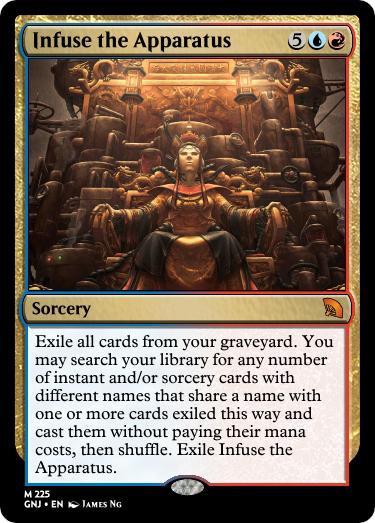 Infuse the Apparatus 5
Sorcery
Exile all cards from your graveyard. You
may search your library for any number
of instant and/or sorcery cards with
different names that share a name with
one or more cards exiled this way and
cast them without paying their mana
costs, then shuffle. Exile Infuse the
Apparatus.
M 225
GNJ • EN James Ng